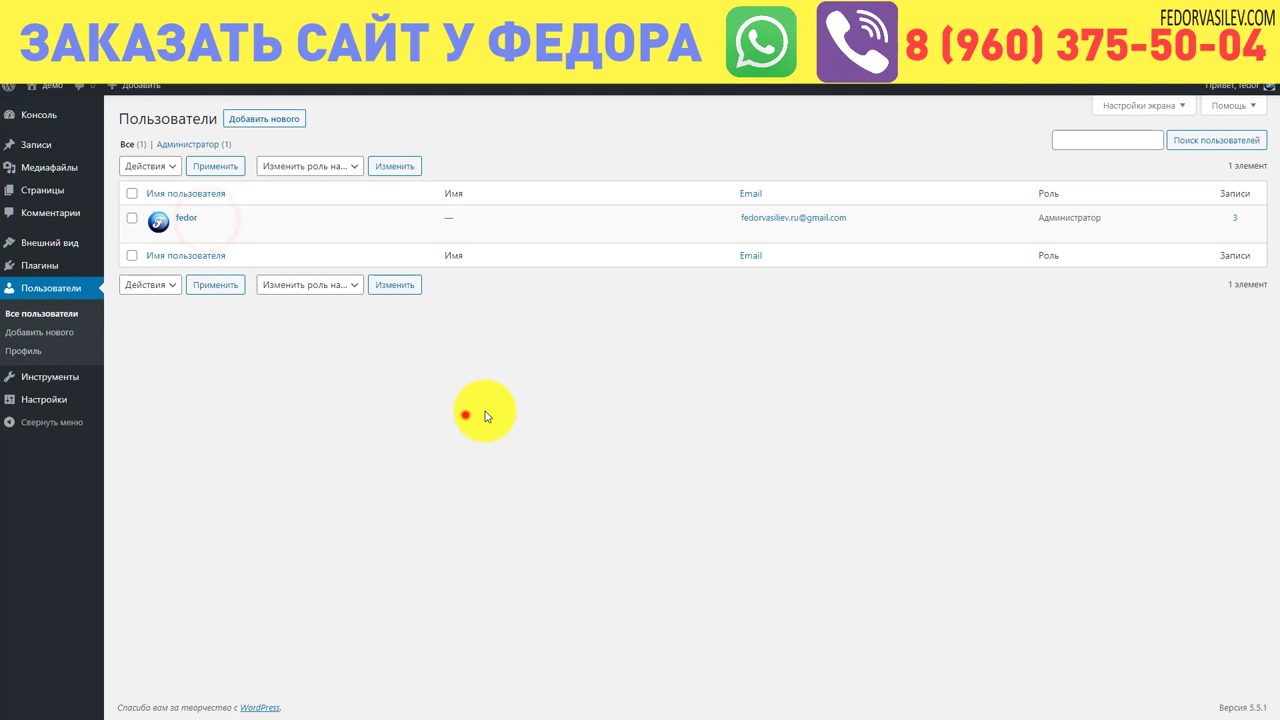 FEDORVASILEV.COM
ЗАКАЗАТЬ САЙТ У ФЕДОРА
8 (960) 375-50-04
демо 0 Добавить
Привет, fedor
Консоль
Записи
Медиафайлы
Страницы
Комментарии
Внешний вид
Плагины
Пользователи
Все пользователи
Добавить нового
Профиль
Инструменты
Настройки
Свернуть меню
Настройки экрана
Помощь
Пользователи
Добавить нового
Все (1) | Администратор (1)
Поиск пользователей
Действия Применить Изменить роль на... Изменить
1 элемент
Имя пользователя Имя Email Роль Записи
fedor — fedorvasiliev.ru@gmail.com Администратор 3
Имя пользователя Имя Email Роль Записи
Действия Применить Изменить роль на... Изменить
1 элемент
Спасибо вам за творчество с WordPress.
Версия 5.5.1